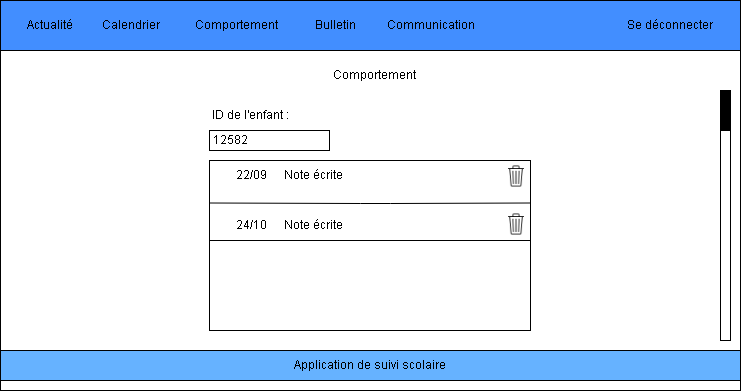 Actualité Calendrier Comportement Bulletin Communication Se déconnecter
Comportement
ID de l'enfant :
12582
22/09 Note écrite
24/10 Note écrite
Application de suivi scolaire